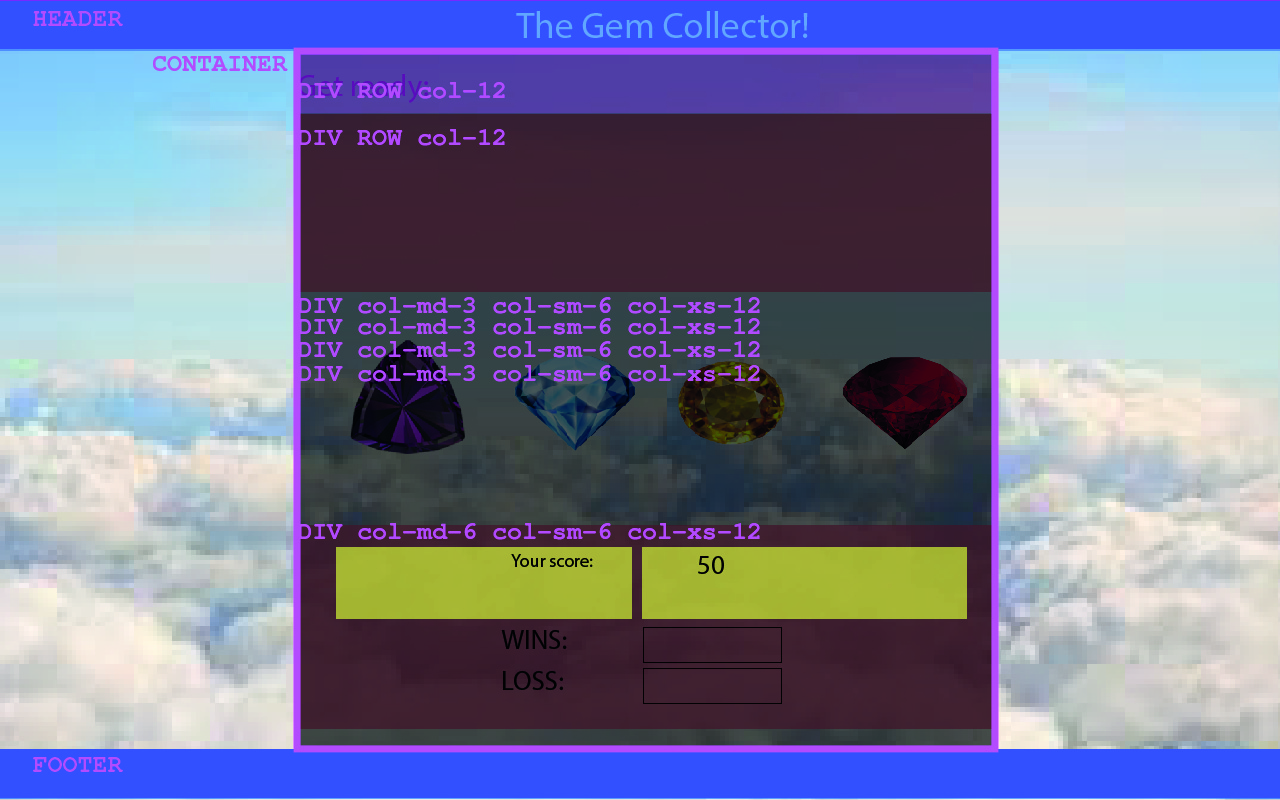 HEADER
The Gem Collector!
CONTAINER
Get ready:
DIV ROW col-12
DIV ROW col-12
DIV col-md-3 col-sm-6 col-xs-12
DIV col-md-3 col-sm-6 col-xs-12
DIV col-md-3 col-sm-6 col-xs-12
DIV col-md-3 col-sm-6 col-xs-12
DIV col-md-6 col-sm-6 col-xs-12
Your score:
50
WINS:
LOSS:
FOOTER